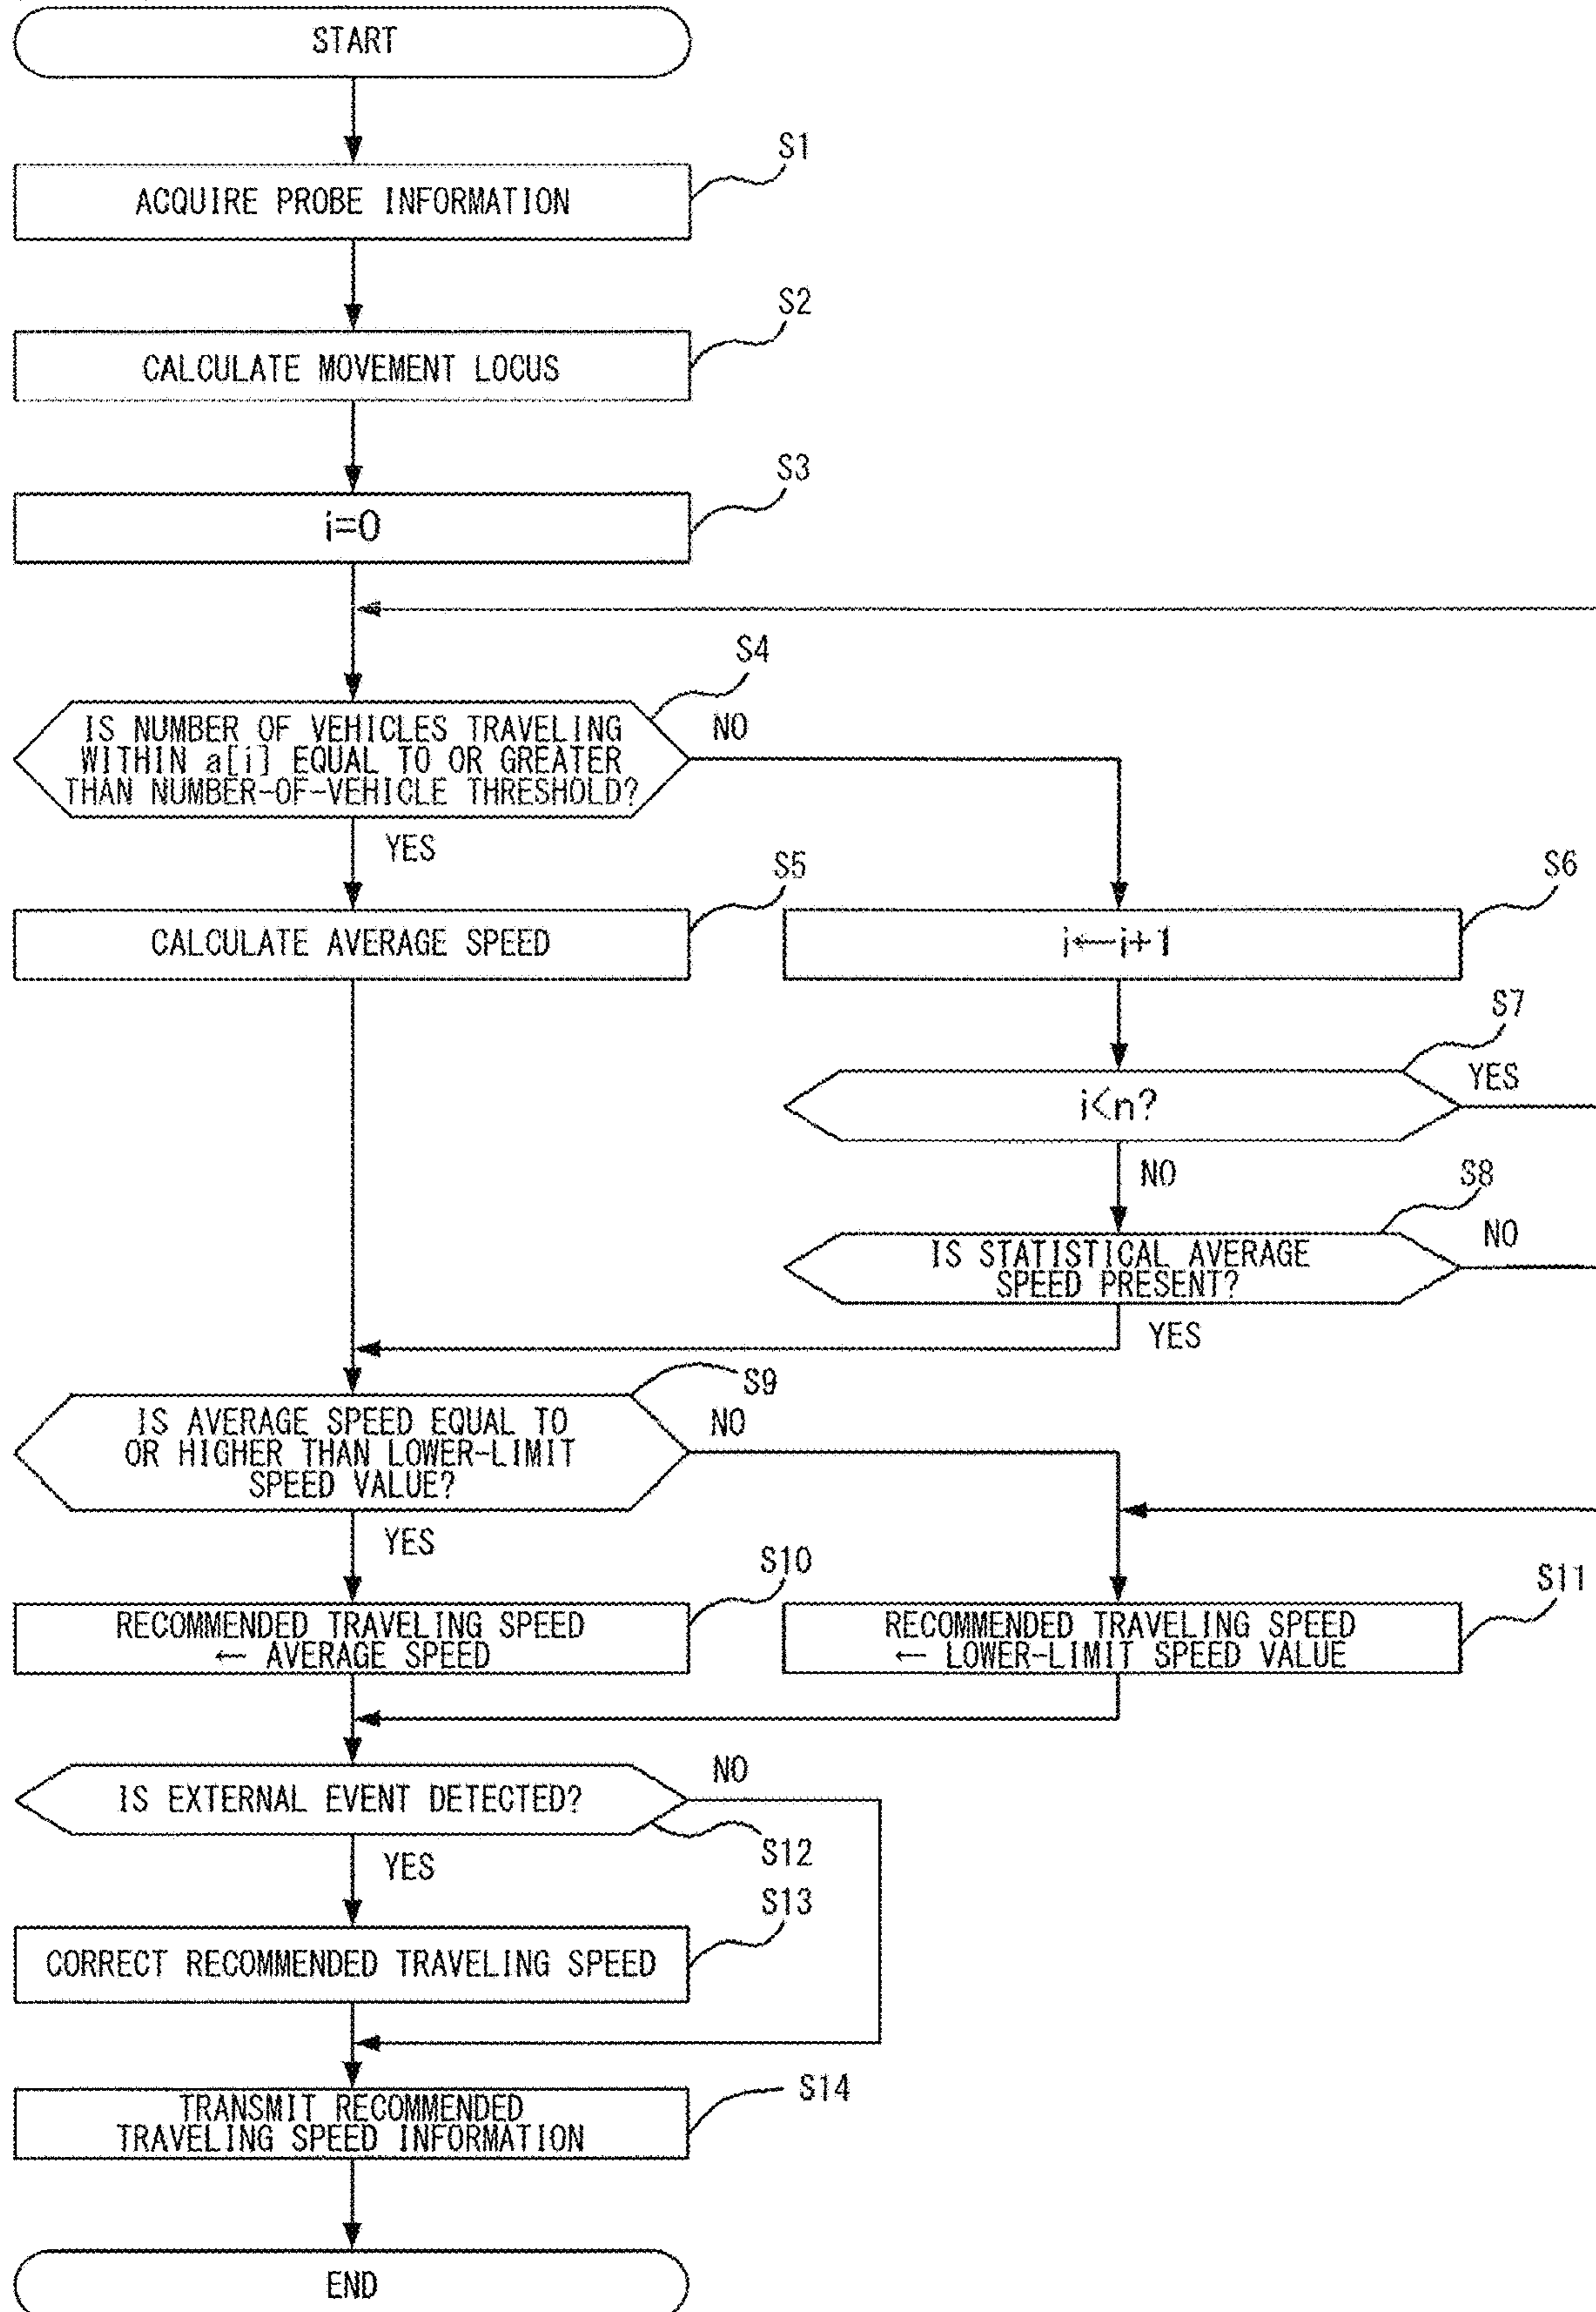 START
S1
ACQUIRE PROBE INFORMATION
S2
CALCULATE MOVEMENT LOCUS
S3
i=0
S4
IS NUMBER OF VEHICLES TRAVELING
WITHIN a[i] EQUAL TO OR GREATER
THAN NUMBER-OF-VEHICLE THRESHOLD?
NO
YES
S5
CALCULATE AVERAGE SPEED
S6
i←i+1
S7
i<n?
YES
NO
S8
IS STATISTICAL AVERAGE
SPEED PRESENT?
NO
YES
S9
IS AVERAGE SPEED EQUAL TO
OR HIGHER THAN LOWER-LIMIT
SPEED VALUE?
NO
YES
S10
RECOMMENDED TRAVELING SPEED
← AVERAGE SPEED
S11
RECOMMENDED TRAVELING SPEED
← LOWER-LIMIT SPEED VALUE
IS EXTERNAL EVENT DETECTED?
NO
S12
YES
S13
CORRECT RECOMMENDED TRAVELING SPEED
S14
TRANSMIT RECOMMENDED
TRAVELING SPEED INFORMATION
END